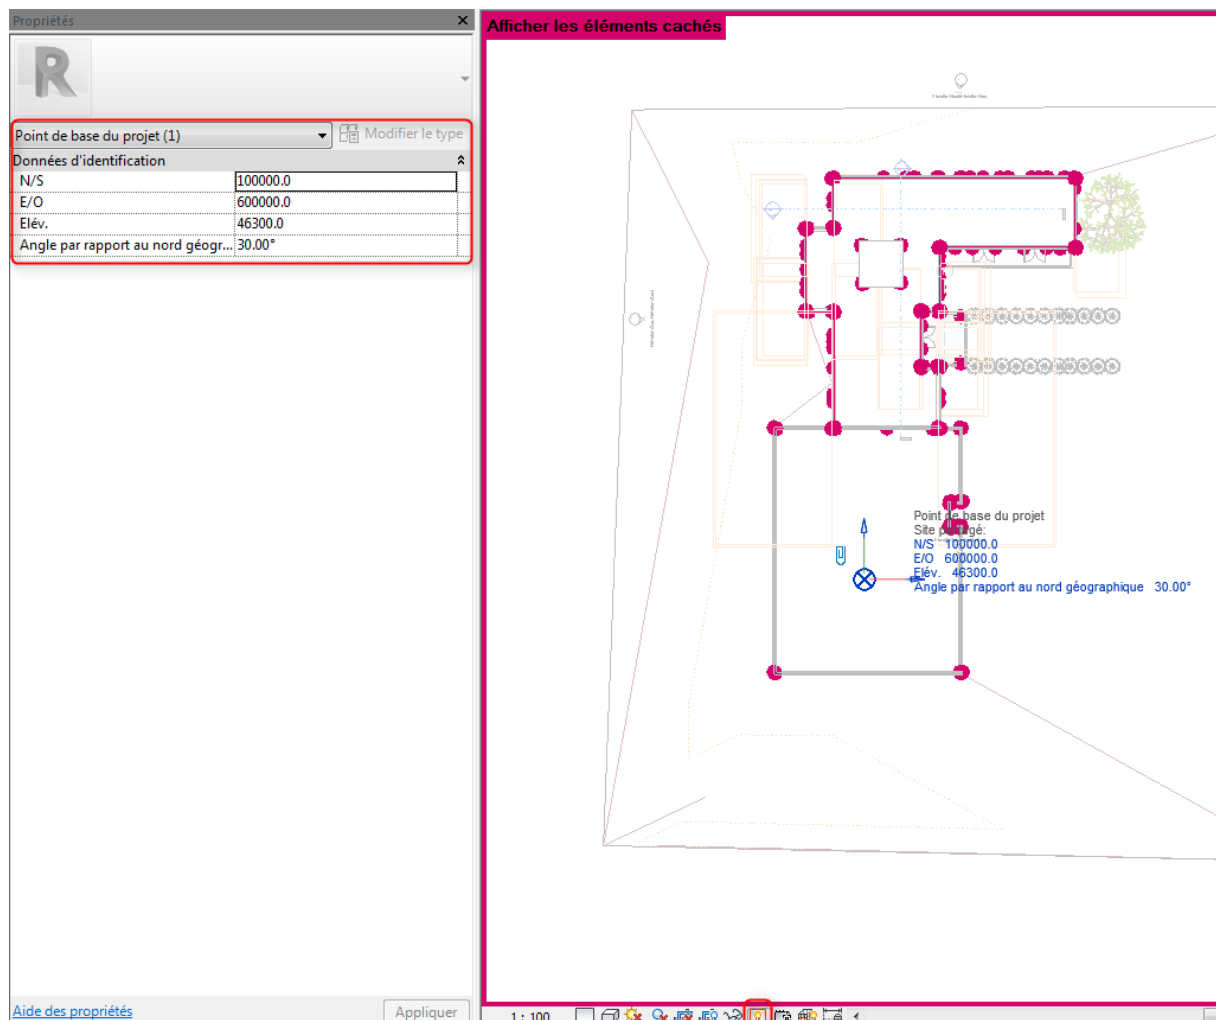 Propriétés
R
Point de base du projet (1)
Modifier le type
Données d'identification
N/S 100000.0
E/O 600000.0
Elév. 46300.0
Angle par rapport au nord géogr... 30.00°
Aide des propriétés
Appliquer
Afficher les éléments cachés
Point de base du projet
Site partagé:
N/S 100000.0
E/O 600000.0
Elév. 46300.0
Angle par rapport au nord géographique 30.00°
1 : 100